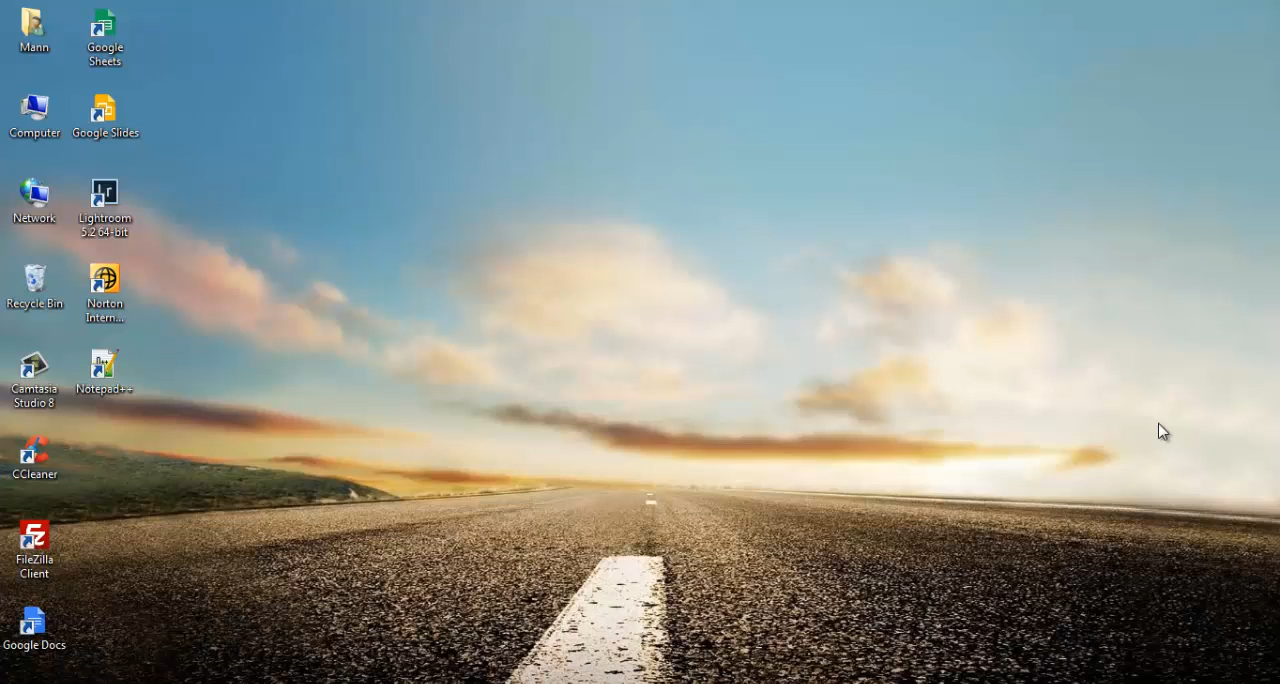 Mann
Computer
Network
Recycle Bin
Camtasia
Studio 8
CCleaner
FileZilla
Client
Google Docs
Google
Sheets
Google Slides
Lr
Lightroom
5.2 64-bit
Norton
Intern...
Notepad++